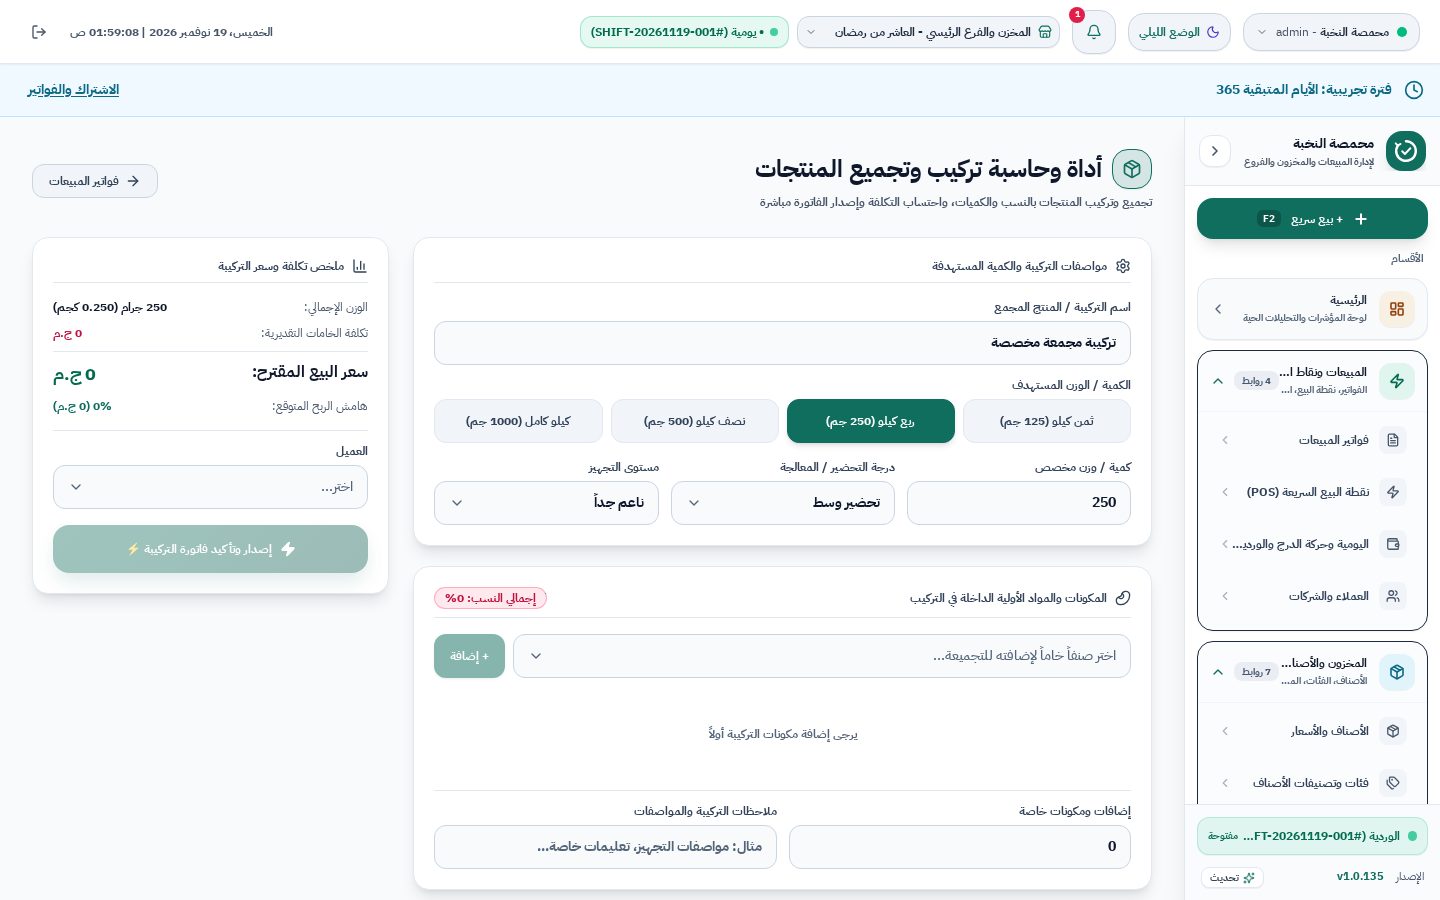 محمصة النخبة - admin
الوضع الليلي
1
المخزن والفرع الرئيسي - العاشر من رمضان
• يومية (#SHIFT-20261119-001)
الخميس، 19 نوفمبر 2026 | 01:59:08 ص
فترة تجريبية: الأيام المتبقية 365
الاشتراك والفواتير
محمصة النخبة
لإدارة المبيعات والمخزون والفروع
+ بيع سريع F2
الأقسام
الرئيسية
لوحة المؤشرات والتحليلات الحية
المبيعات ونقاط ا...
4 روابط
الفواتير، نقطة البيع، ا...
فواتير المبيعات
نقطة البيع السريعة (POS)
اليومية وحركة الدرج والورديـ...
العملاء والشركات
المخزون والأصنا...
7 روابط
الأصناف، الفئات، المـ...
الأصناف والأسعار
فئات وتصنيفات الأصناف
الوردية (#FT-20261119-001...
مفتوحة
الإصدار v1.0.135
تحديث
أداة وحاسبة تركيب وتجميع المنتجات
تجميع وتركيب المنتجات بالنسب والكميات، واحتساب التكلفة وإصدار الفاتورة مباشرة
فواتير المبيعات
مواصفات التركيبة والكمية المستهدفة
اسم التركيبة / المنتج المجمع
تركيبة مجمعة مخصصة
الكمية / الوزن المستهدف
ثمن كيلو (125 جم)
ربع كيلو (250 جم)
نصف كيلو (500 جم)
كيلو كامل (1000 جم)
كمية / وزن مخصص
250
درجة التحضير / المعالجة
تحضير وسط
مستوى التجهيز
ناعم جداً
المكونات والمواد الأولية الداخلة في التركيب
إجمالي النسب: 0%
اختر صنفاً خاماً لإضافته للتجميعة...
+ إضافة
يرجى إضافة مكونات التركيبة أولاً
إضافات ومكونات خاصة
0
ملاحظات التركيبة والمواصفات
مثال: مواصفات التجهيز، تعليمات خاصة...
ملخص تكلفة وسعر التركيبة
الوزن الإجمالي: 250 جرام (0.250 كجم)
تكلفة الخامات التقديرية: 0 ج.م
سعر البيع المقترح: 0 ج.م
هامش الربح المتوقع: 0% (0 ج.م)
العميل
اختر...
إصدار وتأكيد فاتورة التركيبة ⚡